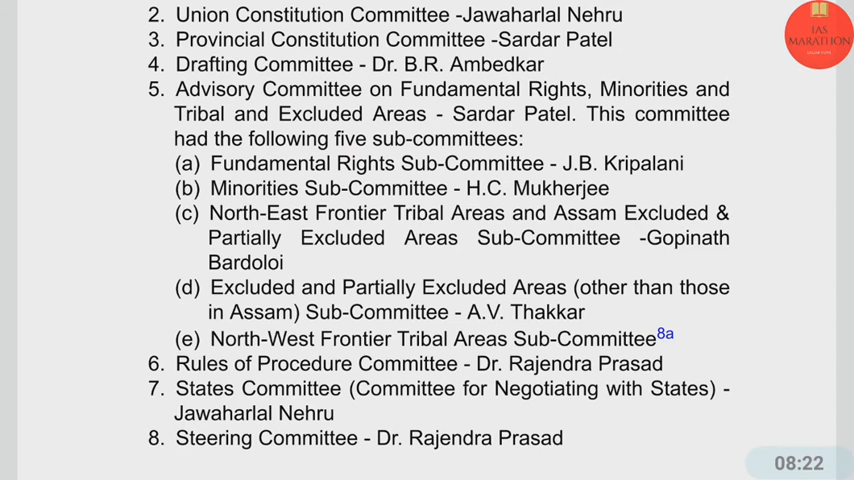 2. Union Constitution Committee -Jawaharlal Nehru
IAS
MARATHON
3. Provincial Constitution Committee -Sardar Patel
4. Drafting Committee - Dr. B.R. Ambedkar
5. Advisory Committee on Fundamental Rights, Minorities and
Tribal and Excluded Areas - Sardar Patel. This committee
had the following five sub-committees:
(a) Fundamental Rights Sub-Committee - J.B. Kripalani
(b) Minorities Sub-Committee - H.C. Mukherjee
(c) North-East Frontier Tribal Areas and Assam Excluded &
Partially Excluded Areas Sub-Committee -Gopinath
Bardoloi
(d) Excluded and Partially Excluded Areas (other than those
in Assam) Sub-Committee - A.V. Thakkar
(e) North-West Frontier Tribal Areas Sub-Committee8a
6. Rules of Procedure Committee - Dr. Rajendra Prasad
7. States Committee (Committee for Negotiating with States) -
Jawaharlal Nehru
8. Steering Committee - Dr. Rajendra Prasad
08:22